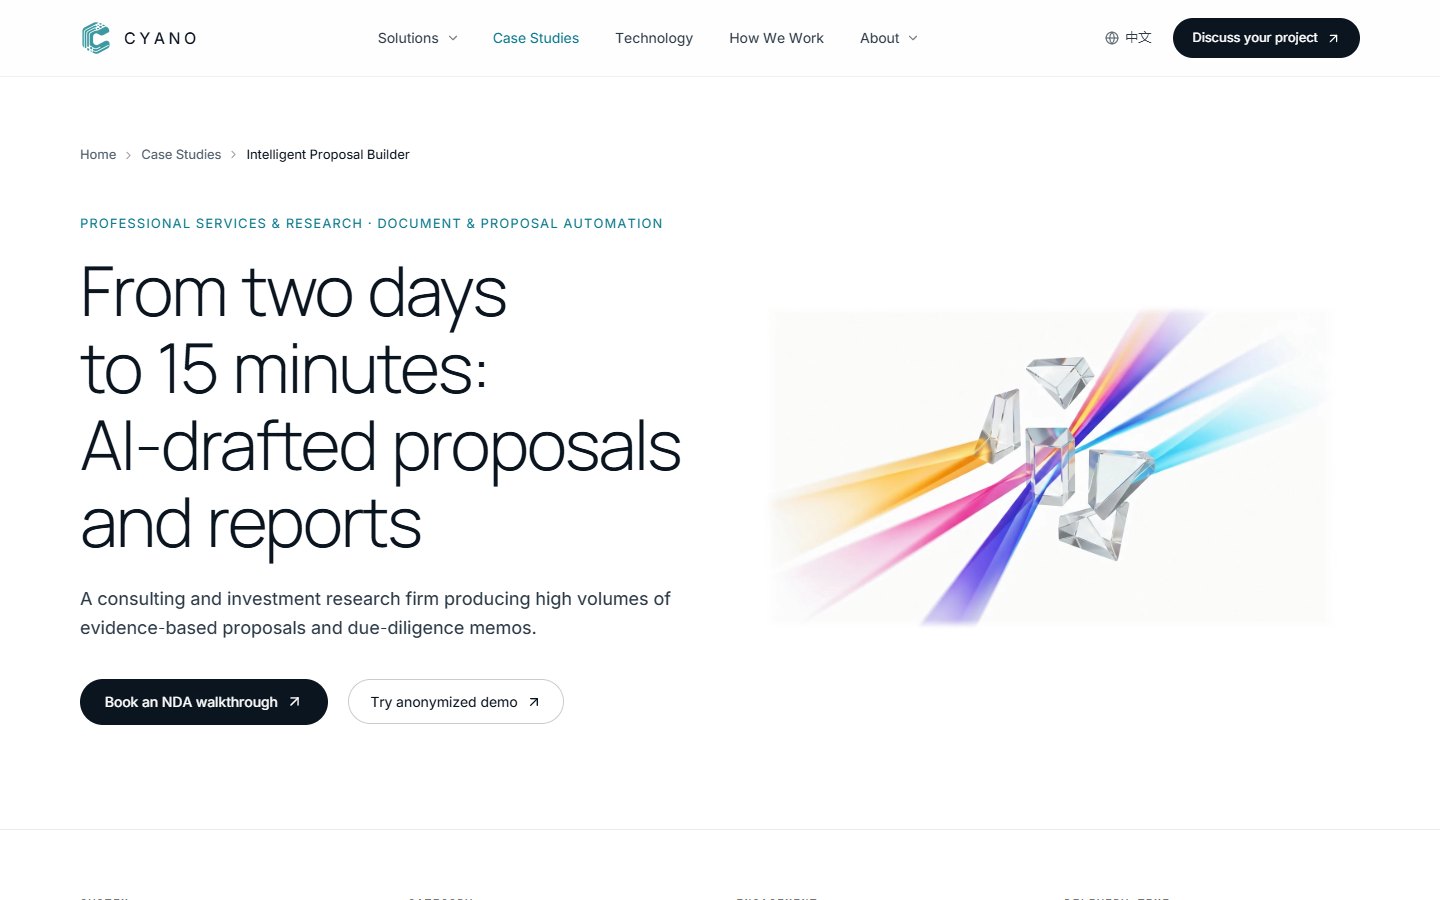 CYANO
Solutions
Case Studies
Technology
How We Work
About
中文
Discuss your project
Home > Case Studies > Intelligent Proposal Builder
PROFESSIONAL SERVICES & RESEARCH · DOCUMENT & PROPOSAL AUTOMATION
From two days
to 15 minutes:
AI-drafted proposals
and reports
A consulting and investment research firm producing high volumes of
evidence-based proposals and due-diligence memos.
Book an NDA walkthrough
Try anonymized demo